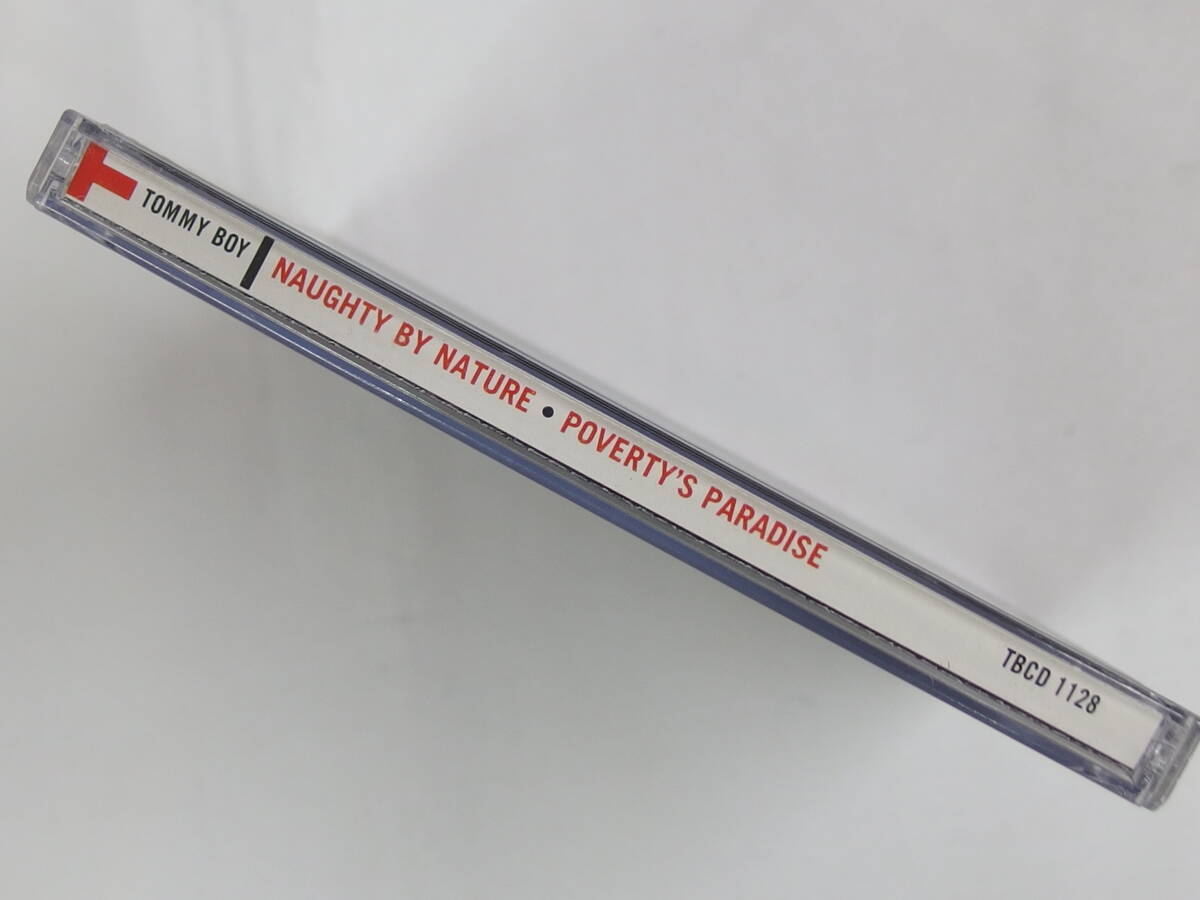 T TOMMY BOY NAUGHTY BY NATURE • POVERTY'S PARADISE TBCD 1128